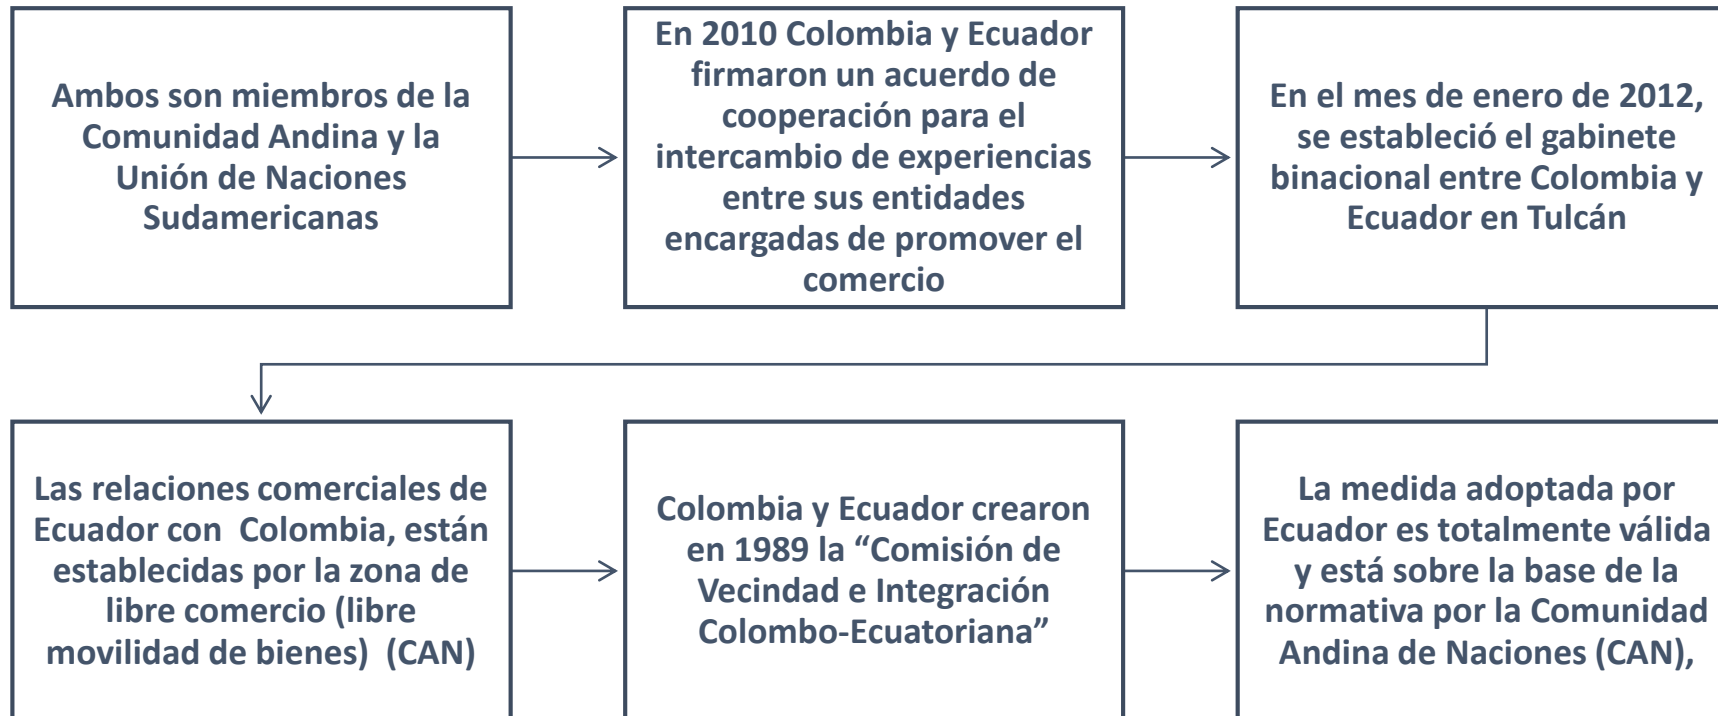 Ambos son miembros de la
Comunidad Andina y la
Unión de Naciones
Sudamericanas
En 2010 Colombia y Ecuador
firmaron un acuerdo de
cooperación para el
intercambio de experiencias
entre sus entidades
encargadas de promover el
comercio
En el mes de enero de 2012,
se estableció el gabinete
binacional entre Colombia y
Ecuador en Tulcán
Las relaciones comerciales de
Ecuador con  Colombia, están
establecidas por la zona de
libre comercio (libre
movilidad de bienes)  (CAN)
Colombia y Ecuador crearon
en 1989 la “Comisión de
Vecindad e Integración
Colombo-Ecuatoriana”
La medida adoptada por
Ecuador es totalmente válida
y está sobre la base de la
normativa por la Comunidad
Andina de Naciones (CAN),